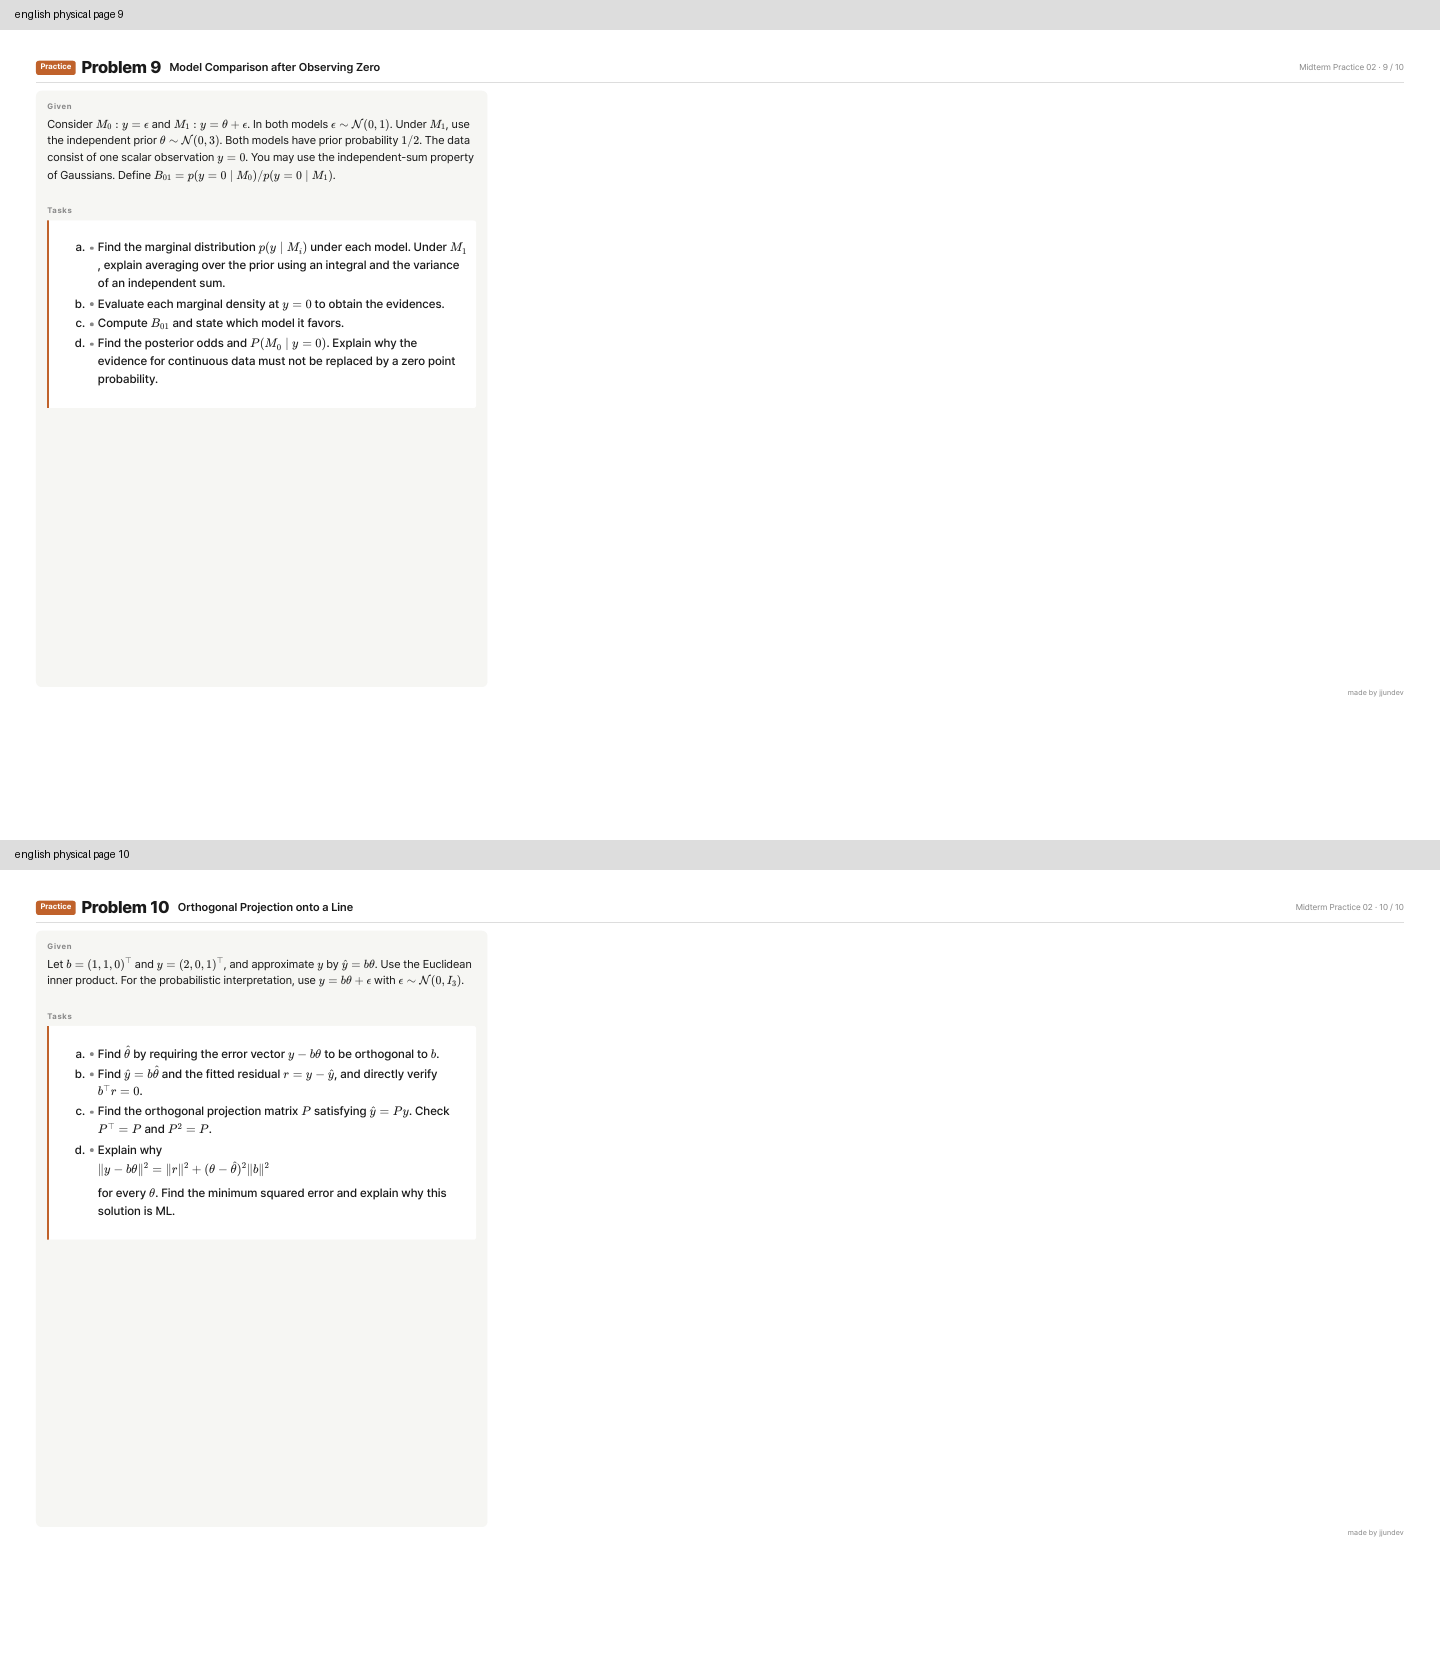 english physical page 9
Practice Problem 9 Model Comparison after Observing Zero
Midterm Practice 02 · 9 / 10
Given
Consider M₀ : y = ϵ and M₁ : y = θ + ϵ. In both models ϵ ∼ 𝒩(0, 1). Under M₁, use
the independent prior θ ∼ 𝒩(0, 3). Both models have prior probability 1/2. The data
consist of one scalar observation y = 0. You may use the independent-sum property
of Gaussians. Define B₀₁ = p(y = 0 | M₀)/p(y = 0 | M₁).
Tasks
a. • Find the marginal distribution p(y | Mᵢ) under each model. Under M₁
, explain averaging over the prior using an integral and the variance
of an independent sum.
b. • Evaluate each marginal density at y = 0 to obtain the evidences.
c. • Compute B₀₁ and state which model it favors.
d. • Find the posterior odds and P(M₀ | y = 0). Explain why the
evidence for continuous data must not be replaced by a zero point
probability.
made by jjundev
english physical page 10
Practice Problem 10 Orthogonal Projection onto a Line
Midterm Practice 02 · 10 / 10
Given
Let b = (1, 1, 0)⊤ and y = (2, 0, 1)⊤, and approximate y by ŷ = bθ. Use the Euclidean
inner product. For the probabilistic interpretation, use y = bθ + ϵ with ϵ ∼ 𝒩(0, I₃).
Tasks
a. • Find θ̂ by requiring the error vector y − bθ to be orthogonal to b.
b. • Find ŷ = bθ̂ and the fitted residual r = y − ŷ, and directly verify
b⊤r = 0.
c. • Find the orthogonal projection matrix P satisfying ŷ = Py. Check
P⊤ = P and P² = P.
d. • Explain why
‖y − bθ‖² = ‖r‖² + (θ − θ̂)²‖b‖²
for every θ. Find the minimum squared error and explain why this
solution is ML.
made by jjundev